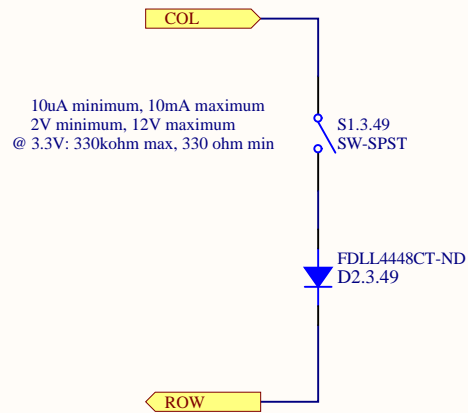 COL
10uA minimum, 10mA maximum
2V minimum, 12V maximum
@ 3.3V: 330kohm max, 330 ohm min
S1.3.49
SW-SPST
FDLL4448CT-ND
D2.3.49
ROW